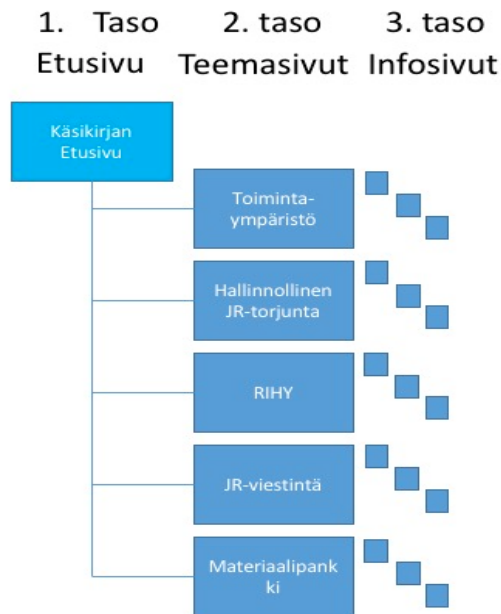 1. Taso
Etusivu
2. taso
Teemasivut
3. taso
Infosivut
Käsikirjan
Etusivu
Toiminta-
ympäristö
Hallinnollinen
JR-torjunta
RIHY
JR-viestintä
Materiaalipank
ki